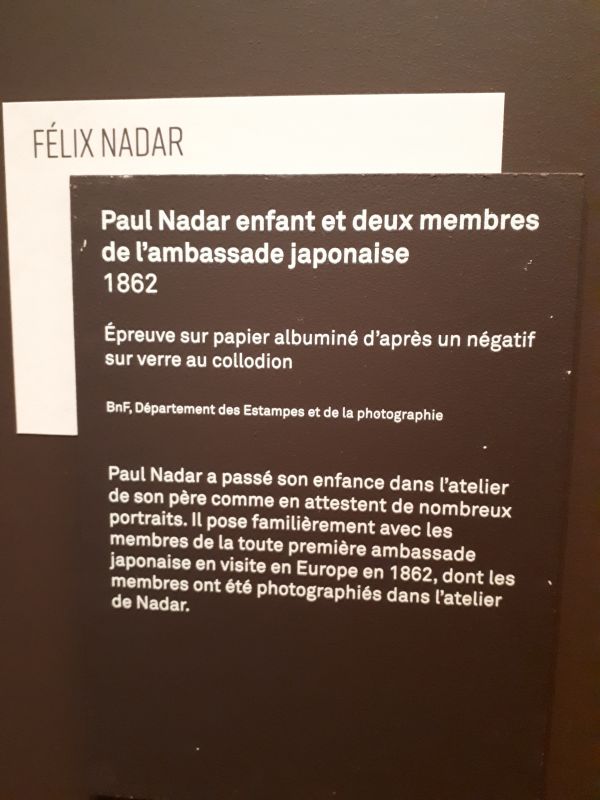 FÉLIX NADAR
Paul Nadar enfant et deux membres
de l'ambassade japonaise
1862
Épreuve sur papier albuminé d'après un négatif
sur verre au collodion
BnF, Département des Estampes et de la photographie
Paul Nadar a passé son enfance dans l'atelier
de son père comme en attestent de nombreux
portraits. Il pose familièrement avec les
membres de la toute première ambassade
japonaise en visite en Europe en 1862, dont les
membres ont été photographiés dans l'atelier
de Nadar.